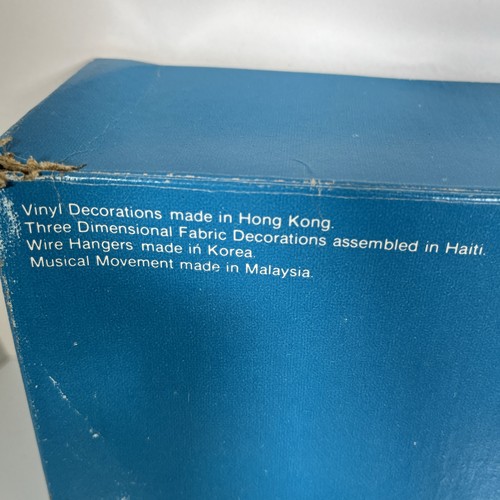 Vinyl Decorations made in Hong Kong.
Three Dimensional Fabric Decorations assembled in Haiti.
Wire Hangers made in Korea.
Musical Movement made in Malaysia.